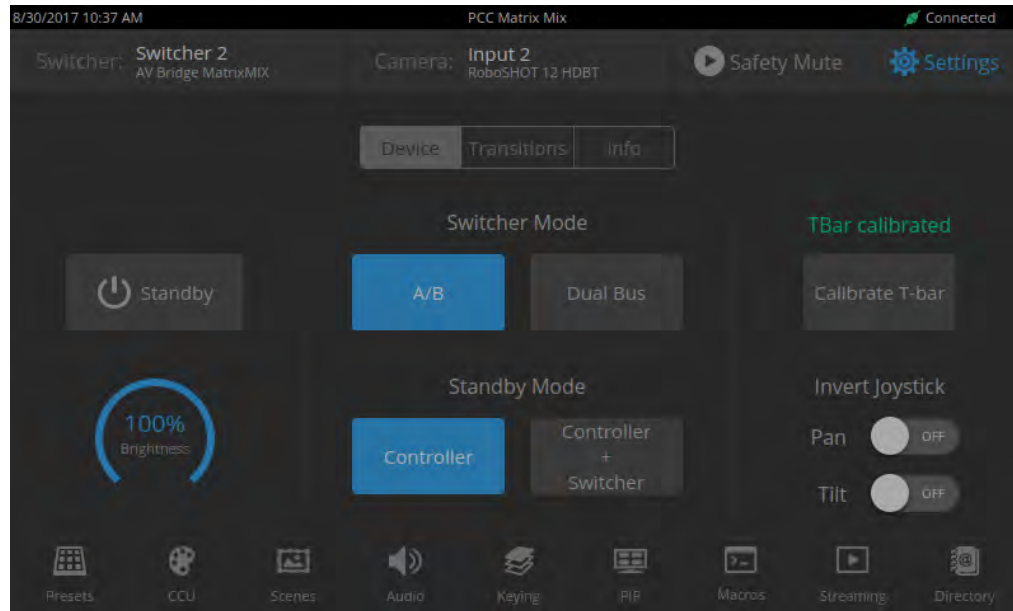 8/30/2017 10:37 AM PCC Matrix Mix Connected
Switcher: Switcher 2 Camera: Input 2 Safety Mute Settings
AV Bridge MatrixMIX RoboSHOT 12 HDBT
Device Transitions Info
Switcher Mode TBar calibrated
Standby A/B Dual Bus Calibrate T-bar
Standby Mode Invert Joystick
100%
Brightness
Controller
Controller
+
Switcher
Pan OFF
Tilt OFF
Presets CCU Scenes Audio Keying PIP Macros Streaming Directory